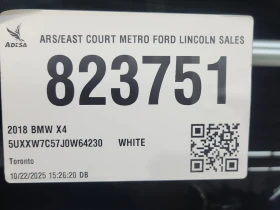 ADESA
ARS/EAST COURT METRO FORD LINCOLN SALES
823751
2018 BMW X4
5UXXW7C57J0W64230 WHITE
Toronto
10/22/2025 15:26:20 DB